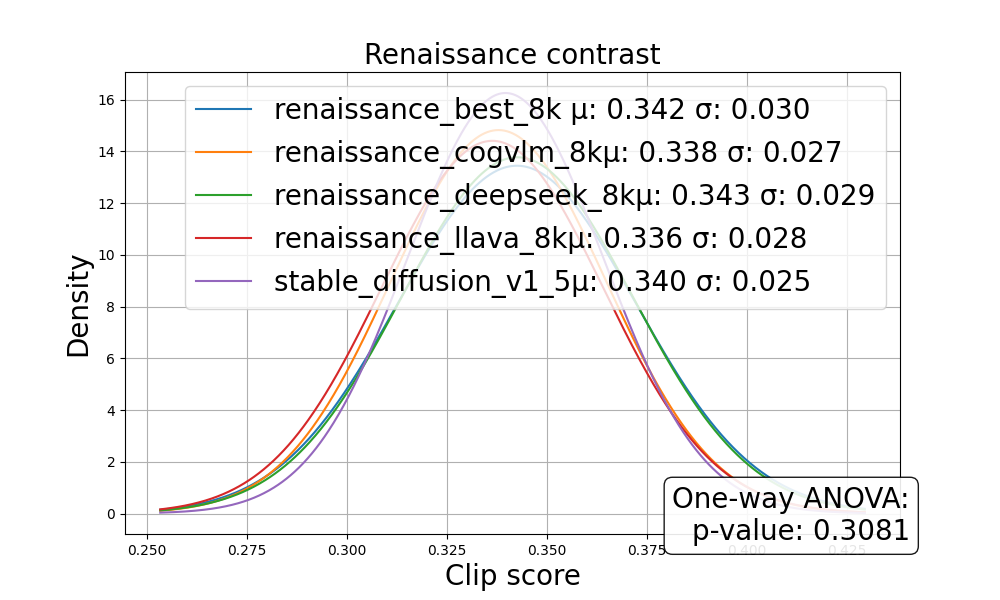 Renaissance contrast
renaissance_best_8k μ: 0.342 σ: 0.030
renaissance_cogvlm_8kμ: 0.338 σ: 0.027
renaissance_deepseek_8kμ: 0.343 σ: 0.029
renaissance_llava_8kμ: 0.336 σ: 0.028
stable_diffusion_v1_5μ: 0.340 σ: 0.025
Density
16
14
12
10
8
6
4
2
0
One-way ANOVA:
p-value: 0.3081
0.250 0.275 0.300 0.325 0.350 0.375 0.400 0.425
Clip score